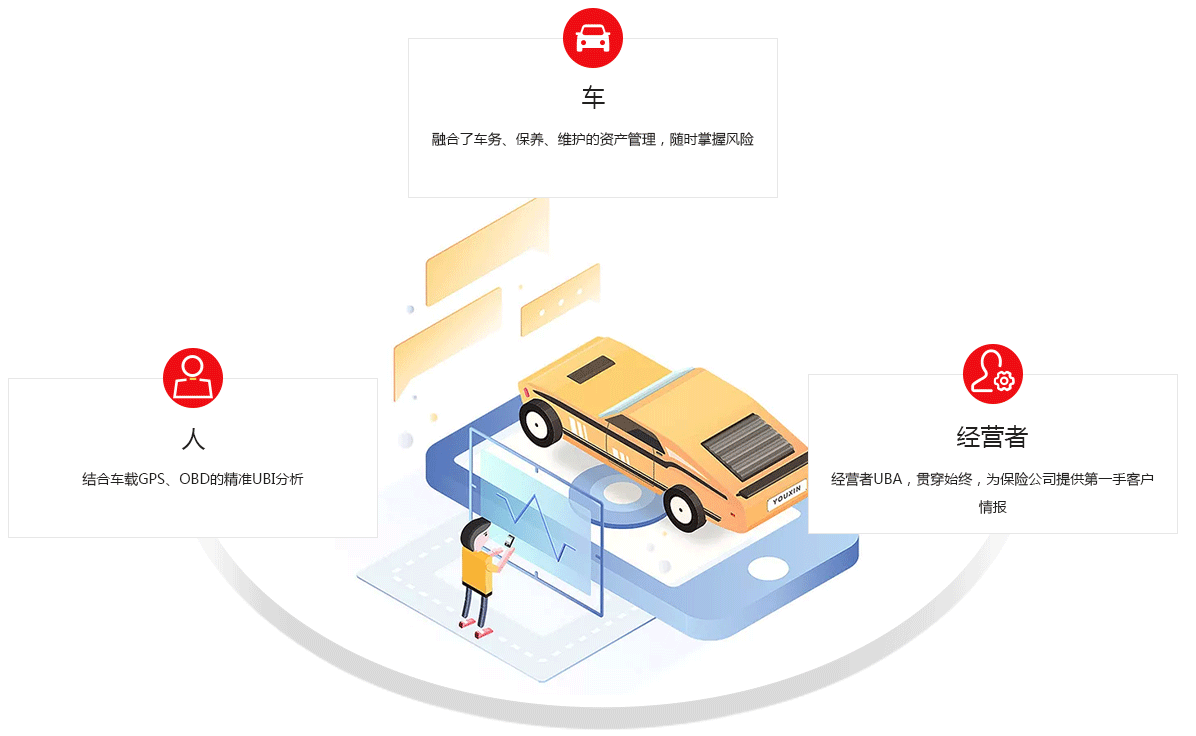 车
融合了车务、保养、维护的资产管理，随时掌握风险
人
结合车载GPS、OBD的精准UBI分析
经营者
经营者UBA，贯穿始终，为保险公司提供第一手客户
情报
YOUXIN